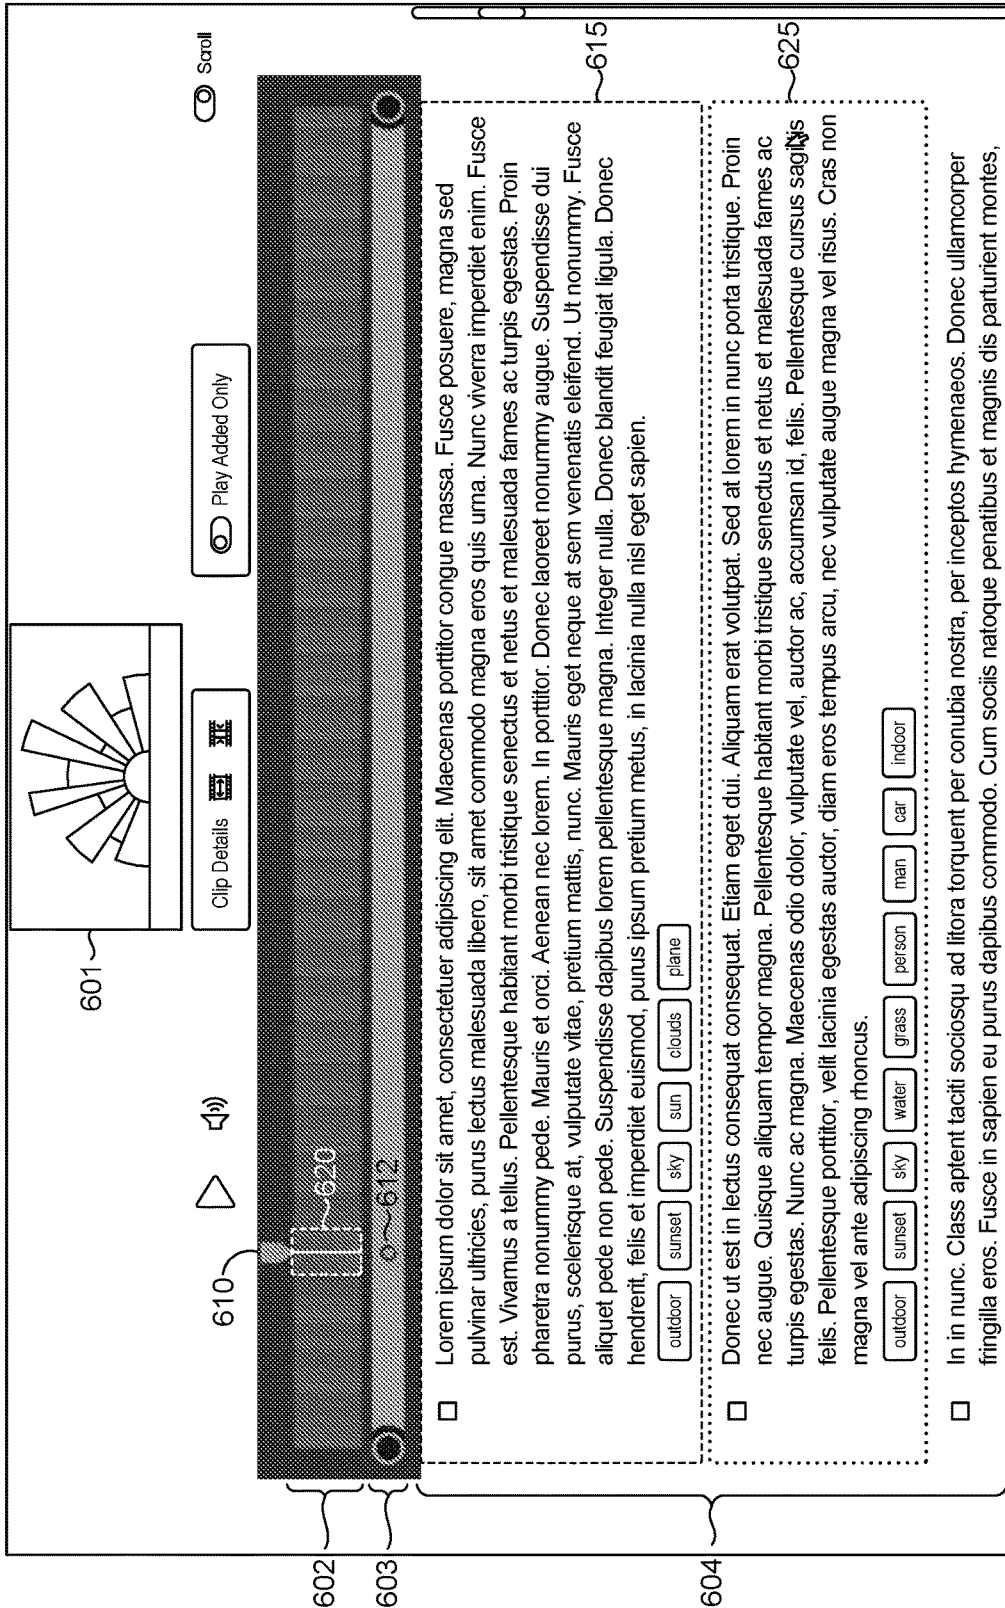 601
Scroll
610
Clip Details
Play Added Only
620
602
612
603
Lorem ipsum dolor sit amet, consectetuer adipiscing elit. Maecenas porttitor congue massa. Fusce posuere, magna sed
pulvinar ultricies, purus lectus malesuada libero, sit amet commodo magna eros quis urna. Nunc viverra imperdiet enim. Fusce
est. Vivamus a tellus. Pellentesque habitant morbi tristique senectus et netus et malesuada fames ac turpis egestas. Proin
pharetra nonummy pede. Mauris et orci. Aenean nec lorem. In porttitor. Donec laoreet nonummy augue. Suspendisse dui
purus, scelerisque at, vulputate vitae, pretium mattis, nunc. Mauris eget neque at sem venenatis eleifend. Ut nonummy. Fusce
aliquet pede non pede. Suspendisse dapibus lorem pellentesque magna. Integer nulla. Donec blandit feugiat ligula. Donec
hendrerit, felis et imperdiet euismod, purus ipsum pretium metus, in lacinia nulla nisl eget sapien.
615
outdoor sunset sky sun clouds plane
604
Donec ut est in lectus consequat consequat. Etiam eget dui. Aliquam erat volutpat. Sed at lorem in nunc porta tristique. Proin
nec augue. Quisque aliquam tempor magna. Pellentesque habitant morbi tristique senectus et netus et malesuada fames ac
turpis egestas. Nunc ac magna. Maecenas odio dolor, vulputate vel, auctor ac, accumsan id, felis. Pellentesque cursus sagittis
felis. Pellentesque porttitor, velit lacinia egestas auctor, diam eros tempus arcu, nec vulputate augue magna vel risus. Cras non
magna vel ante adipiscing rhoncus.
625
outdoor sunset sky water grass person man car indoor
In in nunc. Class aptent taciti sociosqu ad litora torquent per conubia nostra, per inceptos hymenaeos. Donec ullamcorper
fringilla eros. Fusce in sapien eu purus dapibus commodo. Cum sociis natoque penatibus et magnis dis parturient montes,